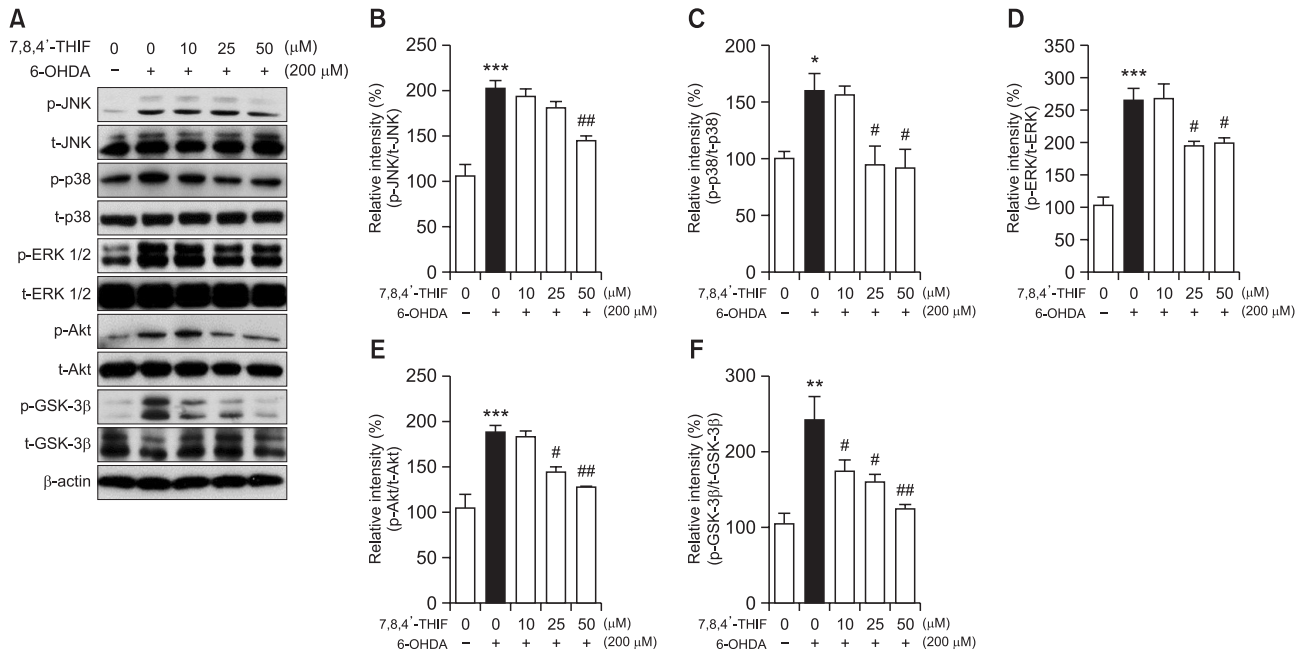 A
7,8,4'-THIF 0 0 10 25 50 (μM)
6-OHDA – + + + + (200 μM)
p-JNK
t-JNK
p-p38
t-p38
p-ERK 1/2
t-ERK 1/2
p-Akt
t-Akt
p-GSK-3β
t-GSK-3β
β-actin
B
Relative intensity (%)
(p-JNK/t-JNK)
250
200
150
100
50
0
***
##
7,8,4'-THIF 0 0 10 25 50 (μM)
6-OHDA – + + + + (200 μM)
C
Relative intensity (%)
(p-p38/t-p38)
200
150
100
50
0
*
#
#
7,8,4'-THIF 0 0 10 25 50 (μM)
6-OHDA – + + + + (200 μM)
D
Relative intensity (%)
(p-ERK/t-ERK)
350
300
250
200
150
100
50
0
***
#
#
7,8,4'-THIF 0 0 10 25 50 (μM)
6-OHDA – + + + + (200 μM)
E
Relative intensity (%)
(p-Akt/t-Akt)
250
200
150
100
50
0
***
#
##
7,8,4'-THIF 0 0 10 25 50 (μM)
6-OHDA – + + + + (200 μM)
F
Relative intensity (%)
(p-GSK-3β/t-GSK-3β)
300
200
100
0
**
#
#
##
7,8,4'-THIF 0 0 10 25 50 (μM)
6-OHDA – + + + + (200 μM)